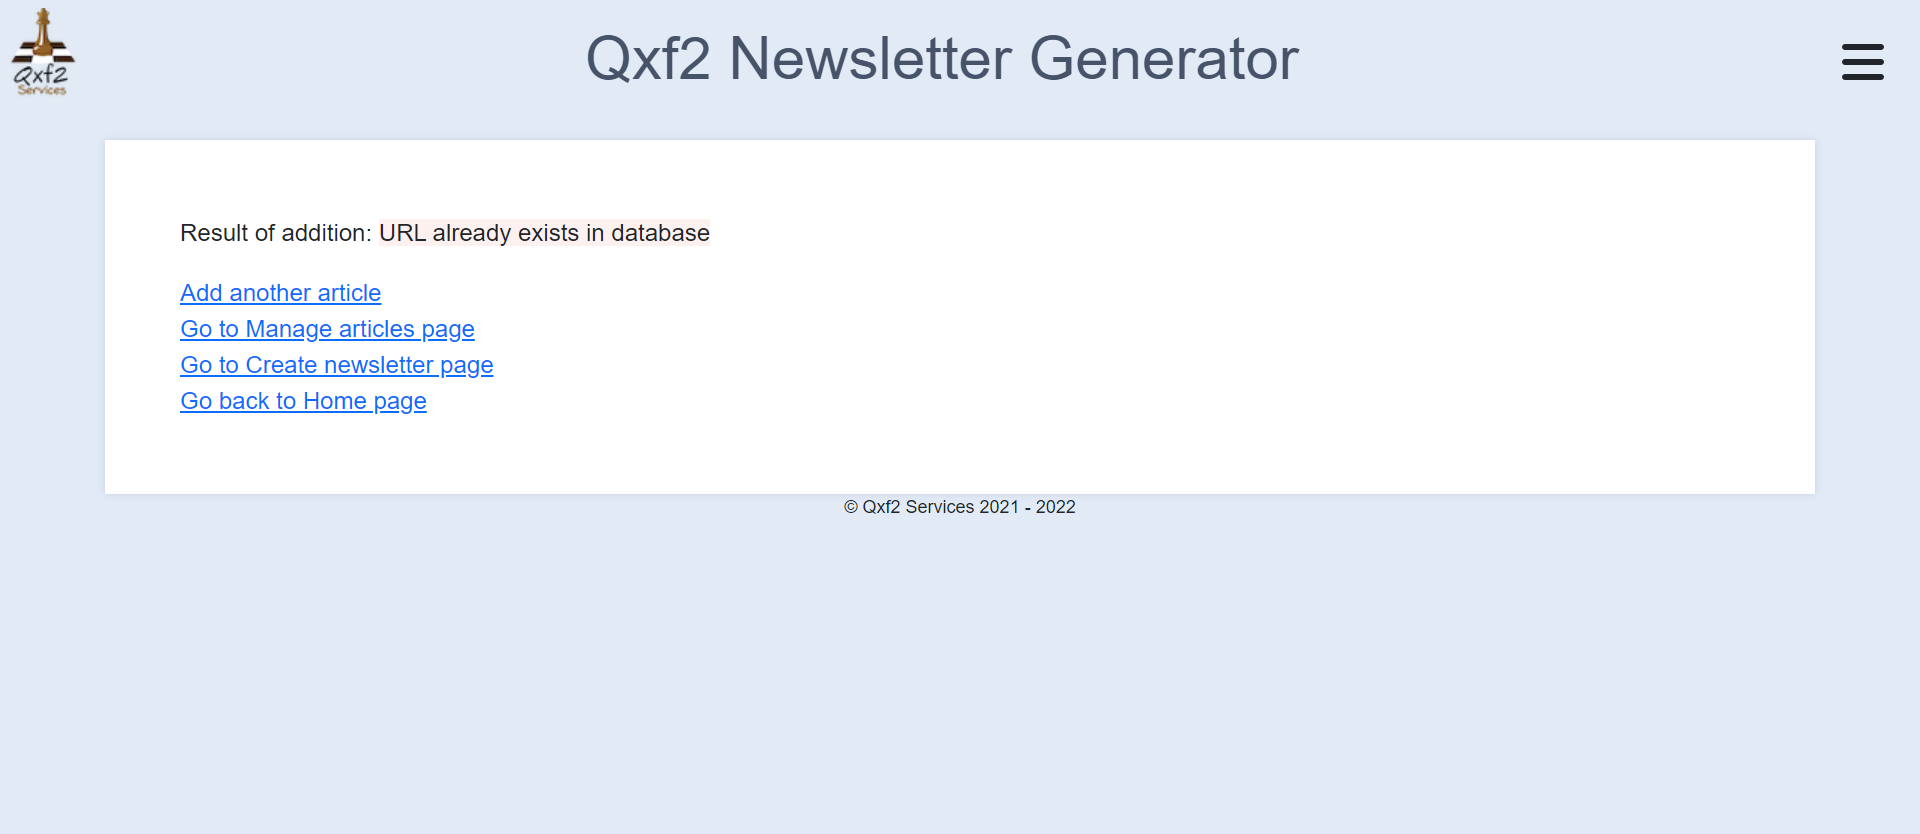 Qxf2
Services
Qxf2 Newsletter Generator
Result of addition: URL already exists in database
Add another article
Go to Manage articles page
Go to Create newsletter page
Go back to Home page
© Qxf2 Services 2021 - 2022